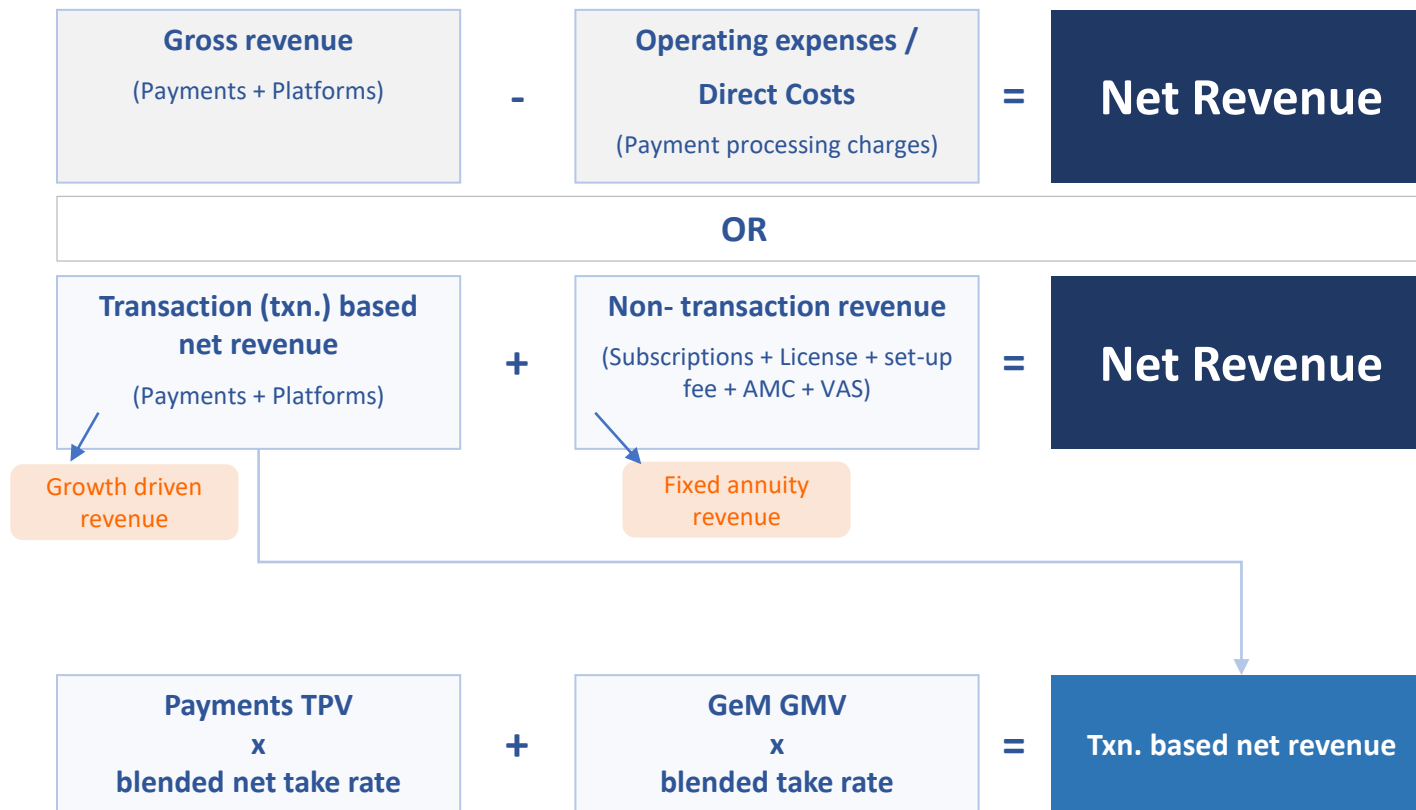 Gross revenue
(Payments + Platforms)
-
Operating expenses /
Direct Costs
(Payment processing charges)
=
Net Revenue
OR
Transaction (txn.) based
net revenue
(Payments + Platforms)
+
Non- transaction revenue
(Subscriptions + License + set-up
fee + AMC + VAS)
=
Net Revenue
Growth driven
revenue
Fixed annuity
revenue
Payments TPV
x
blended net take rate
+
GeM GMV
x
blended take rate
=
Txn. based net revenue